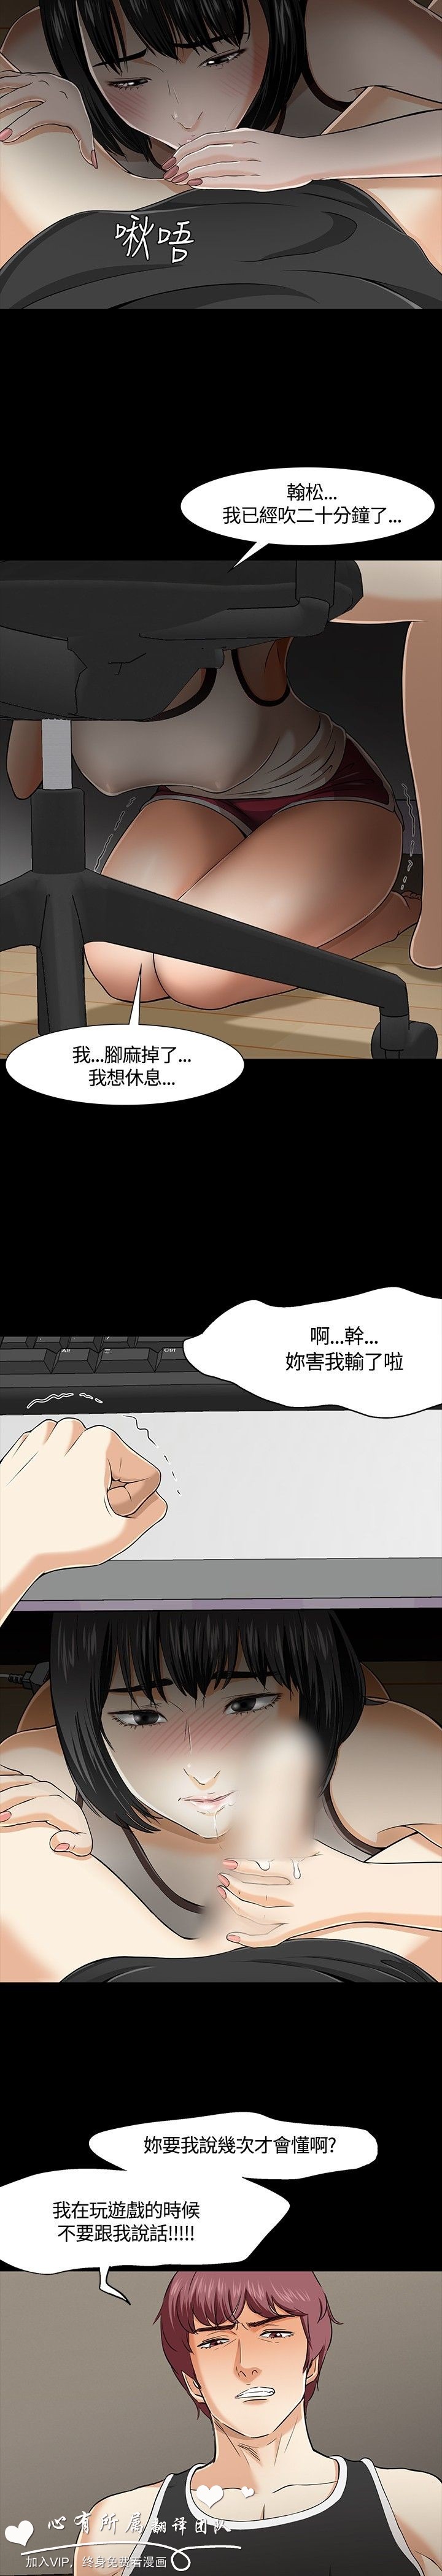 啾唔
翰松...
我已經吹二十分鐘了...
我...腳麻掉了...
我想休息...
啊...幹...
妳害我輸了啦
Alt
Ctrl
妳要我說幾次才會懂啊?
我在玩遊戲的時候
不要跟我說話!!!!!
心有所属翻译团队
加入VIP，终身免费看漫画